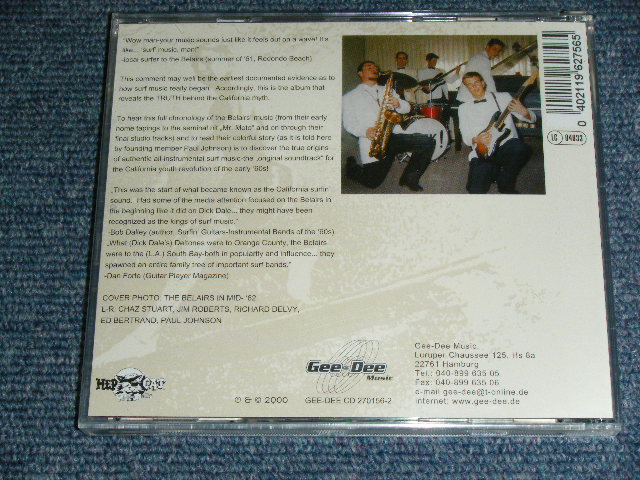 "Wow man-your music sounds just like it feels out on a wave! It's
like... 'surf' music, man!"
-local surfer to the Belairs (summer of '61, Redondo Beach)
This comment may well be the earliest documented evidence as to
how surf music really began. Accordingly, this is the album that
reveals the TRUTH behind the California myth.
To hear this full chronology of the Belairs' music (from their early
home tapings to the seminal hit „Mr. Moto" and on through their
final studio tracks) and to read their colorful story (as it is told here
by founding member Paul Johnson) is to discover the true origins
of authentic all-instrumental surf music-the „original soundtrack" for
the California youth revolution of the early '60s!
„This was the start of what became known as the California surfin'
sound. Had some of the media attention focused on the Belairs in
the beginning like it did on Dick Dale... they might have been
recognized as the kings of surf music."
-Bob Dalley (author, Surfin' Guitars-Instrumental Bands of the '60s)
„What (Dick Dale's) Deltones were to Orange County, the Belairs
were to the (L.A.) South Bay-both in popularity and influence... they
spawned an entire family tree of important surf bands."
-Dan Forte (Guitar Player Magazine)
COVER PHOTO: THE BELAIRS IN MID- '62
L-R: CHAZ STUART, JIM ROBERTS, RICHARD DELVY,
ED BERTRAND, PAUL JOHNSON
0 402119 627565
LC 04033
HEP CAT
Gee-Dee
Music
℗ & © 2000 GEE-DEE CD 270156-2
Gee-Dee Music
Luruper Chaussee 125, Hs 6a
22761 Hamburg
Tel.: 040-899 635 05
Fax: 040-899 635 06
e-mail gee-dee@t-online.de
Internet: www.gee-dee.de